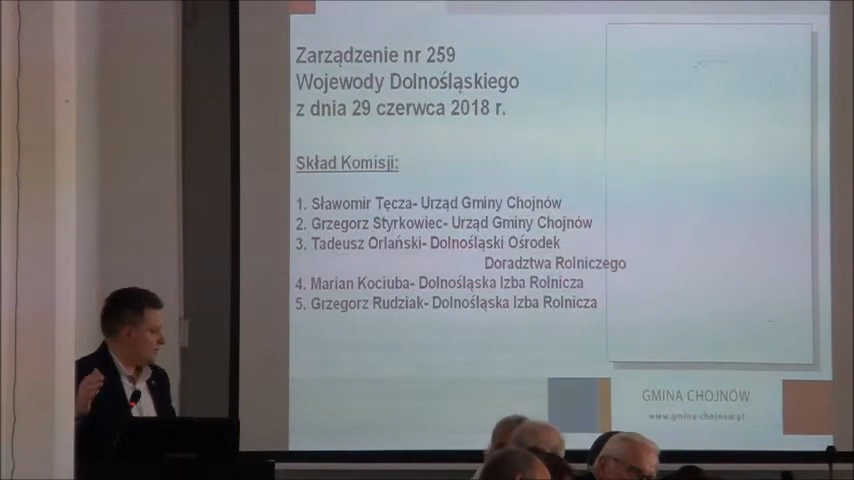 Zarządzenie nr 259
Wojewody Dolnośląskiego
z dnia 29 czerwca 2018 r.
Skład Komisji:
1. Sławomir Tęcza- Urząd Gminy Chojnów
2. Grzegorz Styrkowiec- Urząd Gminy Chojnów
3. Tadeusz Orlański- Dolnośląski Ośrodek
Doradztwa Rolniczego
4. Marian Kociuba- Dolnośląska Izba Rolnicza
5. Grzegorz Rudziak- Dolnośląska Izba Rolnicza
GMINA CHOJNÓW
www.gmina-chojnow.pl